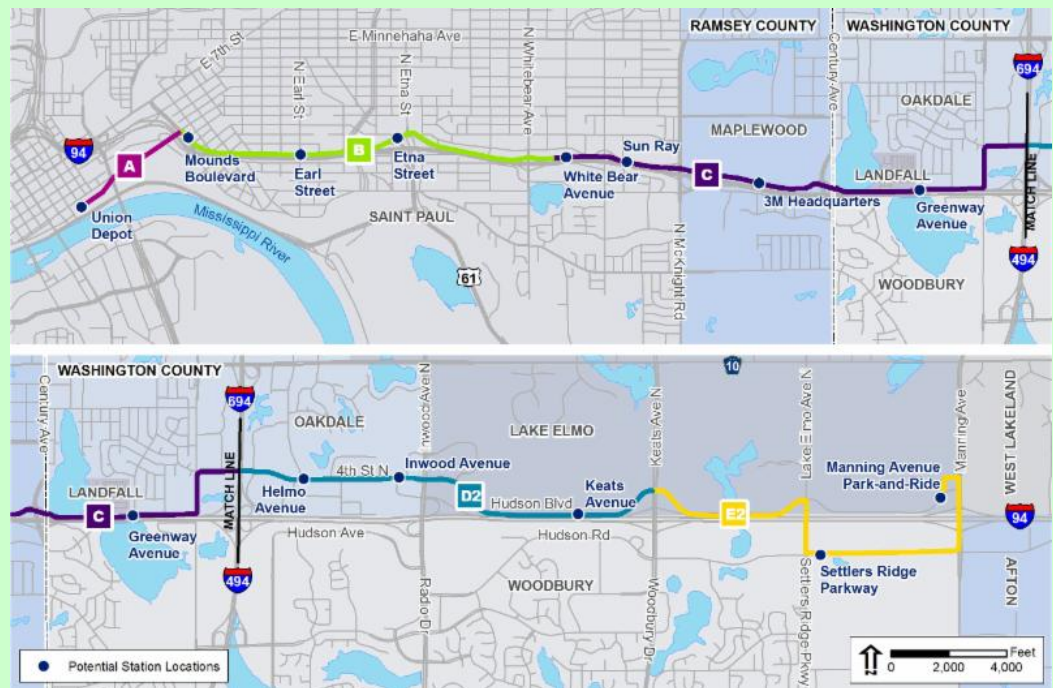 RAMSEY COUNTY
WASHINGTON COUNTY
E 7th St
E Minnehaha Ave
N Earl St
N Etna St
N Whitebear Ave
Century Ave
694
OAKDALE
MAPLEWOOD
94
A
Mounds
Boulevard
Earl
Street
B
Etna
Street
White Bear
Avenue
Sun Ray
C
3M Headquarters
LANDFALL
Greenway
Avenue
MATCH LINE
Union
Depot
Mississippi River
SAINT PAUL
61
N McKnight Rd
494
WOODBURY
WASHINGTON COUNTY
Century Ave
694
OAKDALE
Inwood Ave N
LAKE ELMO
10
Keats Ave N
Lake Elmo Ave N
Manning Ave
WEST LAKELAND
LANDFALL
C
Greenway
Avenue
MATCH LINE
4th St N
Helmo
Avenue
Inwood Avenue
D2
Hudson Blvd
Keats
Avenue
E2
Manning Avenue
Park-and-Ride
94
Hudson Ave
Hudson Rd
494
Radio Dr
WOODBURY
Woodbury Dr
Settlers Ridge Pkwy
Settlers Ridge
Parkway
AFTON
Potential Station Locations
Feet
0 2,000 4,000